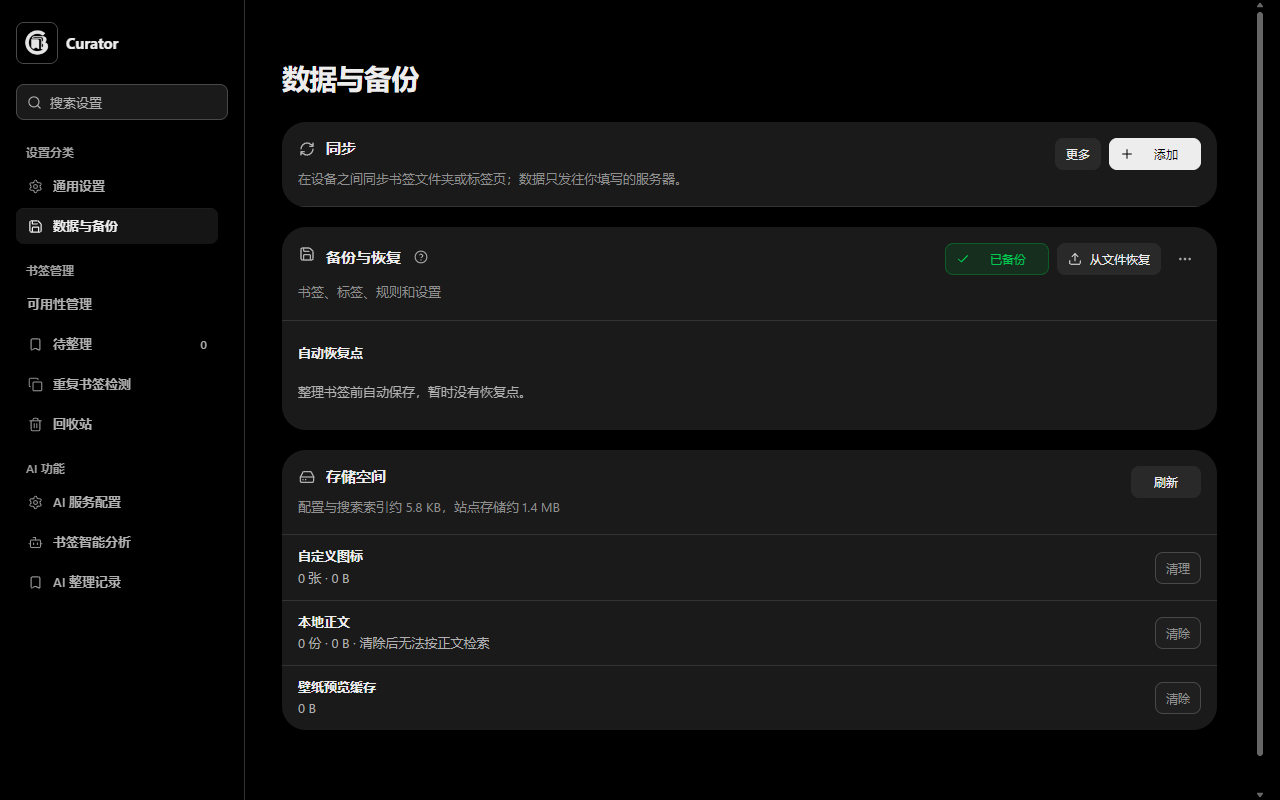 Curator
搜索设置
设置分类
通用设置
数据与备份
书签管理
可用性管理
待整理 0
重复书签检测
回收站
AI 功能
AI 服务配置
书签智能分析
AI 整理记录
数据与备份
同步
更多
添加
在设备之间同步书签文件夹或标签页；数据只发往你填写的服务器。
备份与恢复
已备份
从文件恢复
书签、标签、规则和设置
自动恢复点
整理书签前自动保存，暂时没有恢复点。
存储空间
刷新
配置与搜索索引约 5.8 KB，站点存储约 1.4 MB
自定义图标
0 张 · 0 B
清理
本地正文
0 份 · 0 B · 清除后无法按正文检索
清除
壁纸预览缓存
0 B
清除